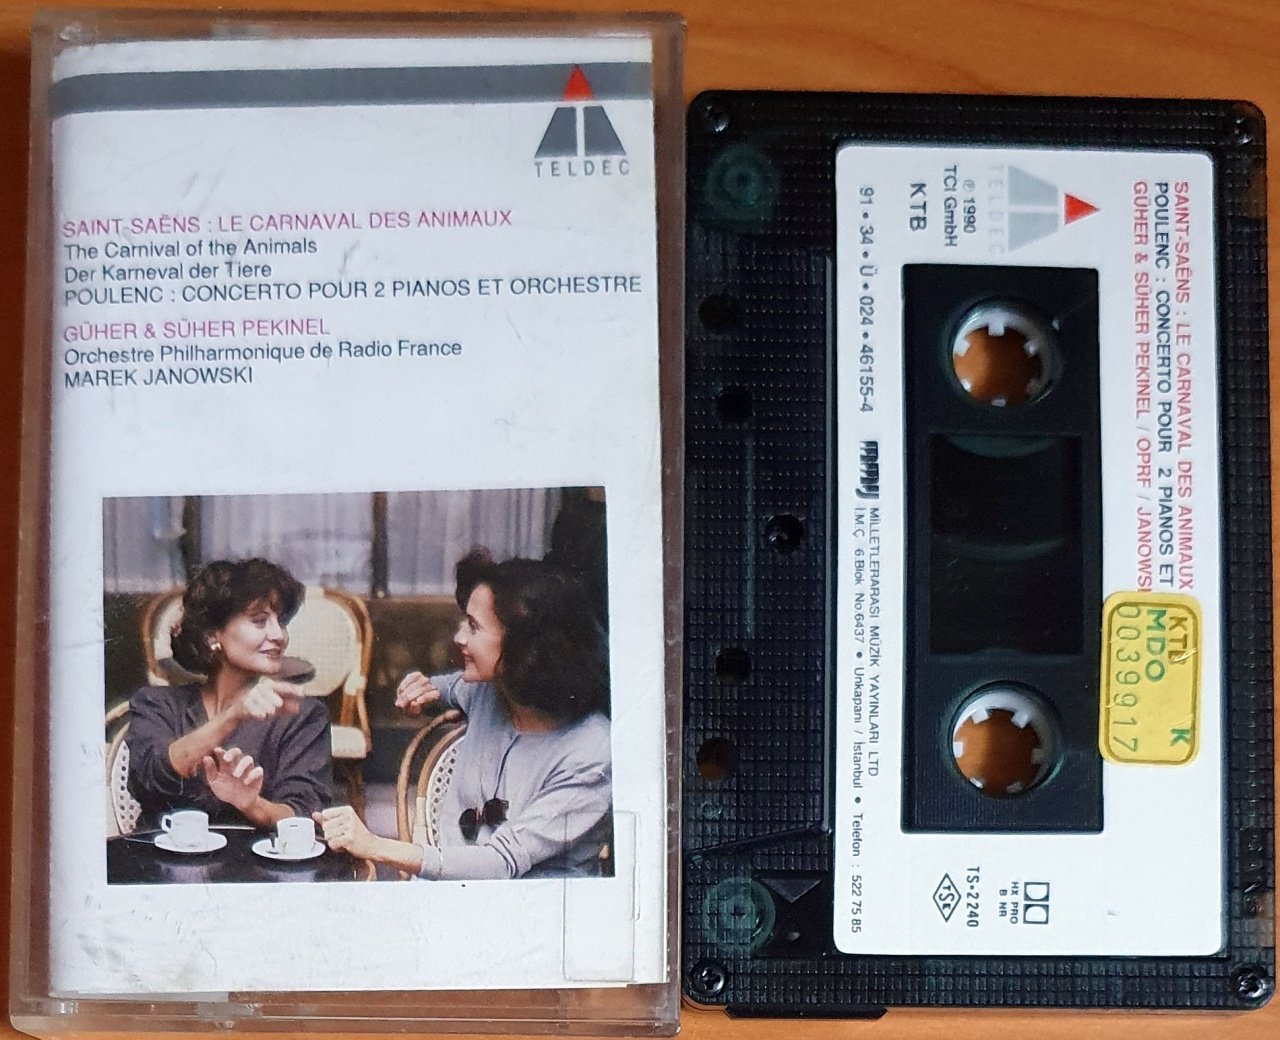 TELDEC
SAINT-SAËNS : LE CARNAVAL DES ANIMAUX
The Carnival of the Animals
Der Karneval der Tiere
POULENC : CONCERTO POUR 2 PIANOS ET ORCHESTRE
GÜHER & SÜHER PEKINEL
Orchestre Philharmonique de Radio France
MAREK JANOWSKI
SAINT-SAËNS : LE CARNAVAL DES ANIMAUX
POULENC : CONCERTO POUR 2 PIANOS ET
GÜHER & SÜHER PEKINEL / OPRF / JANOWS
TELDEC
℗ 1990
TCI GmbH
KTB
91 • 34 • Ü • 024 • 46155-4
MİLLETLERARASI MÜZİK YAYINLARI LTD
İ.M.Ç. 6.Blok No.6437 • Unkapanı / İstanbul • Telefon : 522 75 85
KTB K
MDO
0039917
HX PRO
B NR
TS•2240
TSE